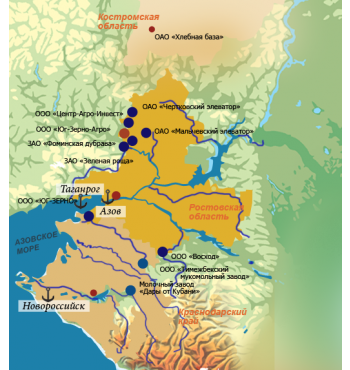 Костромская
область
ОАО «Хлебная база»
ОАО «Чертковский элеватор»
ООО «Центр-Агро-Инвест»
ООО «Юг-Зерно-Агро»
ОАО «Мальчевский элеватор»
ЗАО «Фоминская дубрава»
ЗАО «Зеленая роща»
Таганрог
ООО «ЮГ-ЗЕРНО»
Азов
Ростовская
область
АЗОВСКОЕ
МОРЕ
ООО «Восход»
ООО «Тимежбекский
мукомольный завод»
Молочный завод
«Дары от Кубани»
Новороссийск
Краснодарский
край